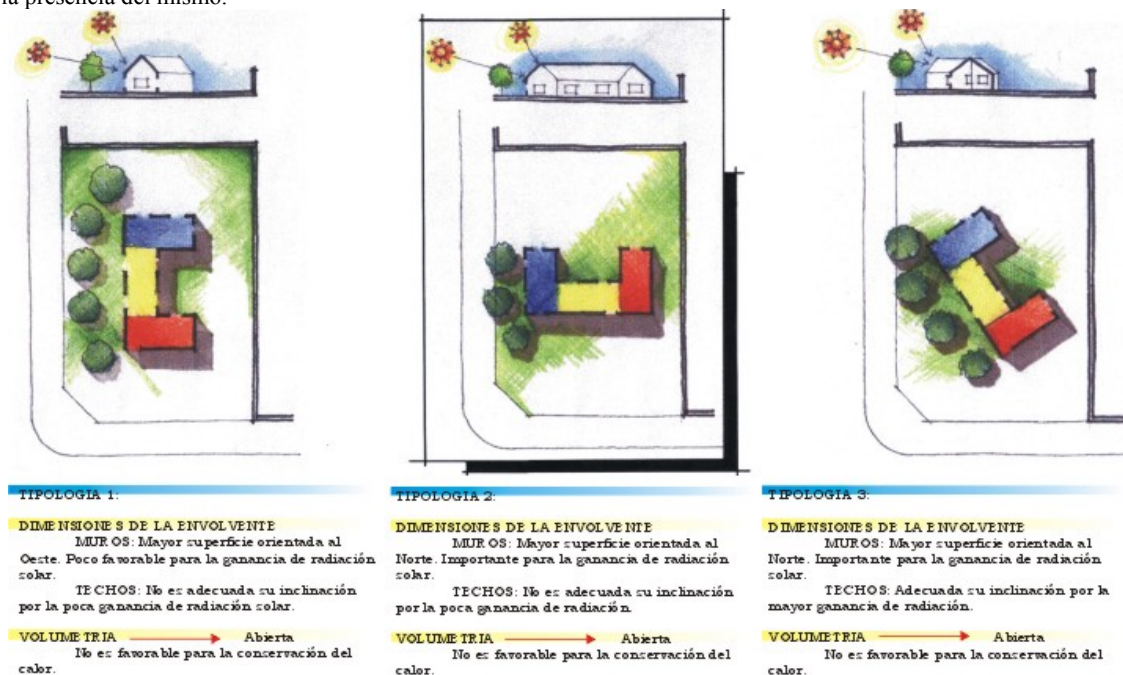 la presencia del mismo.
TIPOLOGIA 1:
DIMENSIONES DE LA ENVOLVENTE
MUROS: Mayor superficie orientada al
Oeste. Poco favorable para la ganancia de radiación
solar.
TECHOS: No es adecuada su inclinación
por la poca ganancia de radiación solar.
VOLUMETRIA Abierta
No es favorable para la conservación del
calor.
TIPOLOGIA 2:
DIMENSIONES DE LA ENVOLVENTE
MUROS: Mayor superficie orientada al
Norte. Importante para la ganancia de radiación
solar.
TECHOS: No es adecuada su inclinación
por la poca ganancia de radiación.
VOLUMETRIA Abierta
No es favorable para la conservación del
calor.
TIPOLOGIA 3:
DIMENSIONES DE LA ENVOLVENTE
MUROS: Mayor superficie orientada al
Norte. Importante para la ganancia de radiación
solar.
TECHOS: Adecuada su inclinación por la
mayor ganancia de radiación.
VOLUMETRIA Abierta
No es favorable para la conservación del
calor.